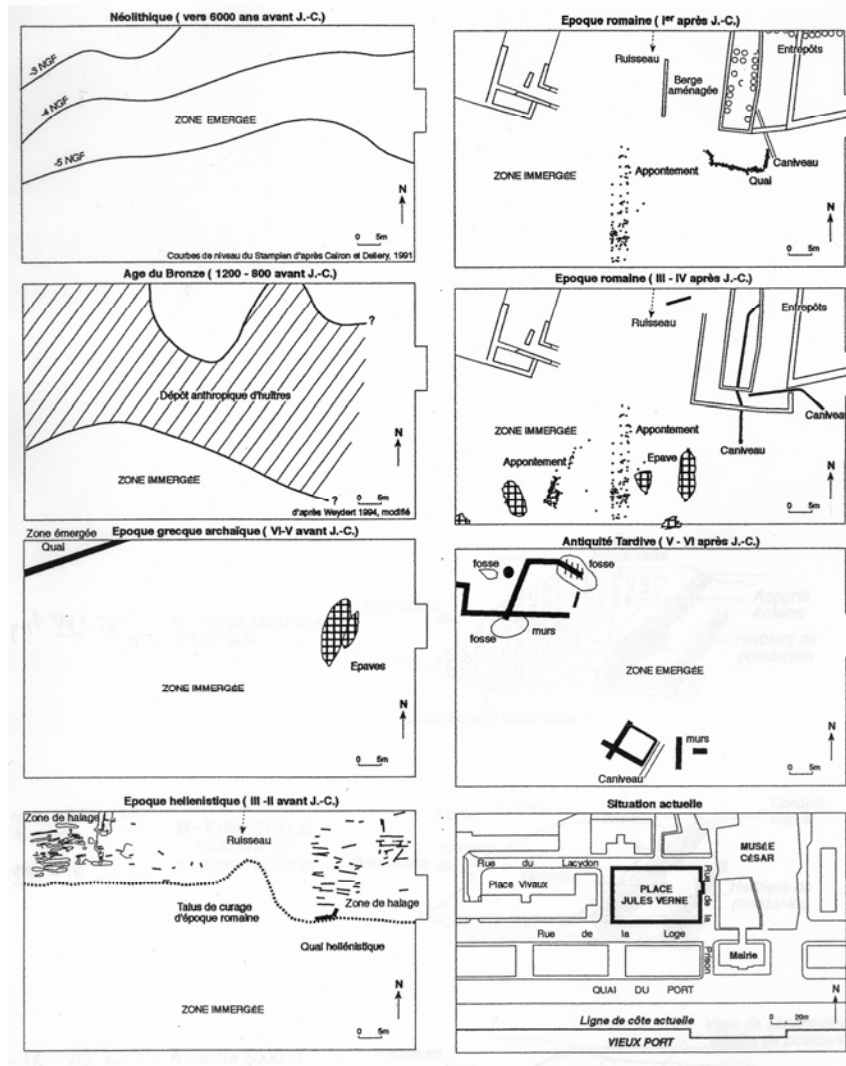 Néolithique ( vers 6000 ans avant J.-C.)
-3 NGF
-4 NGF
ZONE EMERGÉE
-5 NGF
N
0 5m
Courbes de niveau du Stampien d'après Cairon et Dellery, 1991
Age du Bronze ( 1200 - 800 avant J.-C.)
?
Dépôt anthropique d'huîtres
N
ZONE IMMERGÉE
?
0 5m
d'après Weydert 1994, modifié
Epoque grecque archaïque ( VI-V avant J.-C.)
Zone émergée
Quai
Epaves
ZONE IMMERGÉE
N
0 5m
Epoque hellenistique ( III -II avant J.-C.)
Zone de halage
Ruisseau
Talus de curage
d'époque romaine
Zone de halage
Quai hellénistique
ZONE IMMERGÉE
N
0 5m
Epoque romaine ( Ier après J.-C.)
Ruisseau
Entrepôts
Berge
aménagée
C
ZONE IMMERGÉE
Appontement
Caniveau
Quai
N
0 5m
Epoque romaine ( III - IV après J.-C.)
Ruisseau
Entrepôts
ZONE IMMERGÉE
Appontement
Caniveau
Caniveau
Appontement
Epave
N
0 5m
Antiquité Tardive ( V - VI après J.-C.)
fosse
fosse
fosse
murs
ZONE EMERGÉE
N
murs
Caniveau
0 5m
Situation actuelle
Rue du Lacydon
MUSÉE
CÉSAR
Place Vivaux
PLACE
JULES VERNE
Rue de la Prison
Rue de la Loge
Mairie
QUAI DU PORT
N
Ligne de côte actuelle
0 20m
VIEUX PORT